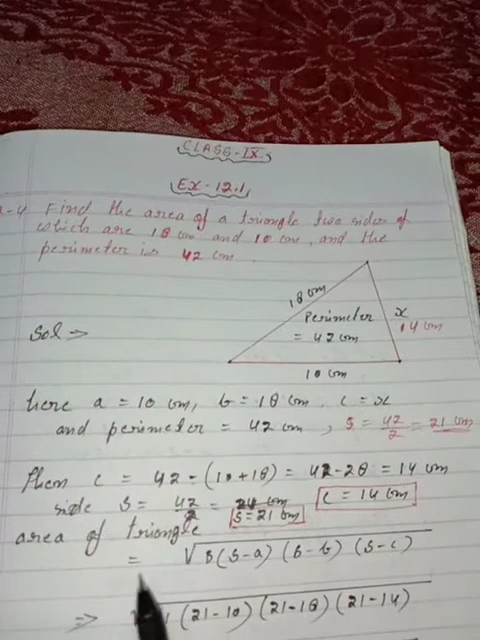 CLASS-IX
EX-12.1
Find the area of a triangle two sides of
which are 18 cm and 10 cm, and the
perimeter is 42 cm.
18 cm
Perimeter
= 42 cm
x
14 cm
10 cm
Sol ⇒
here a = 10 cm, b = 18 cm, c = x
and perimeter = 42 cm, S = 42/2 = 21 cm
then c = 42 - (10+18) = 42 - 28 = 14 cm
side S = 42/2 = S = 21 cm c = 14 cm
area of triangle
= √S(S-a) (S-b) (S-c)
⇒ (21-10) (21-18) (21-14)